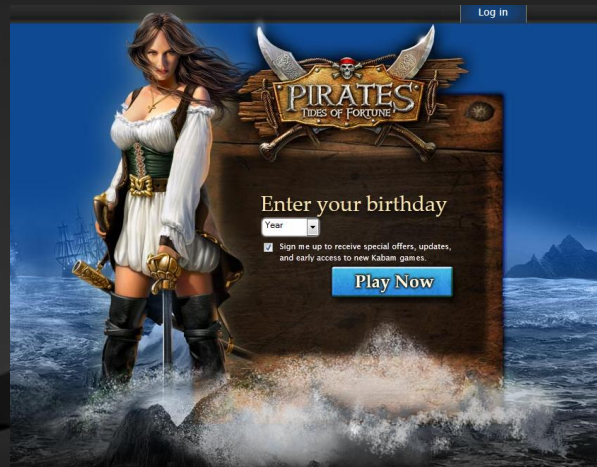 Log in
PIRATES
TIDES OF FORTUNE
Enter your birthday
Year
Sign me up to receive special offers, updates,
and early access to new Kabam games.
Play Now